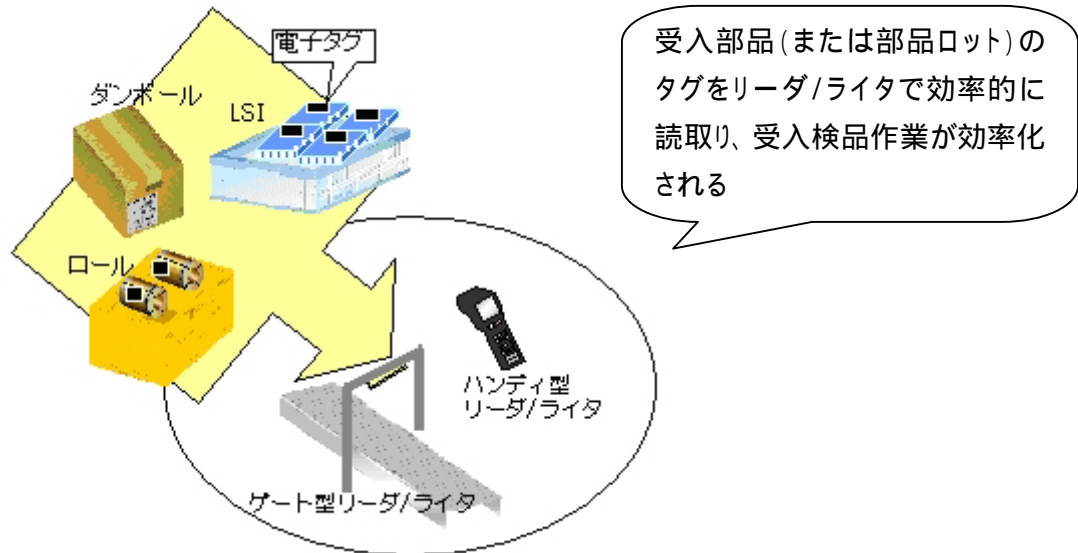 電子タグ
ダンボール
LSI
ロール
ハンディ型
リーダ/ライタ
ゲート型リーダ/ライタ
受入部品(または部品ロット)の
タグをリーダ/ライタで効率的に
読取り、受入検品作業が効率化
される